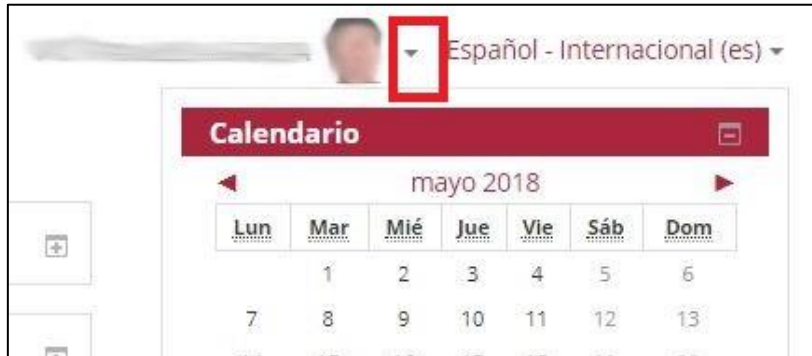 Español - Internacional (es)
Calendario
mayo 2018
Lun Mar Mié Jue Vie Sáb Dom
1 2 3 4 5 6
7 8 9 10 11 12 13